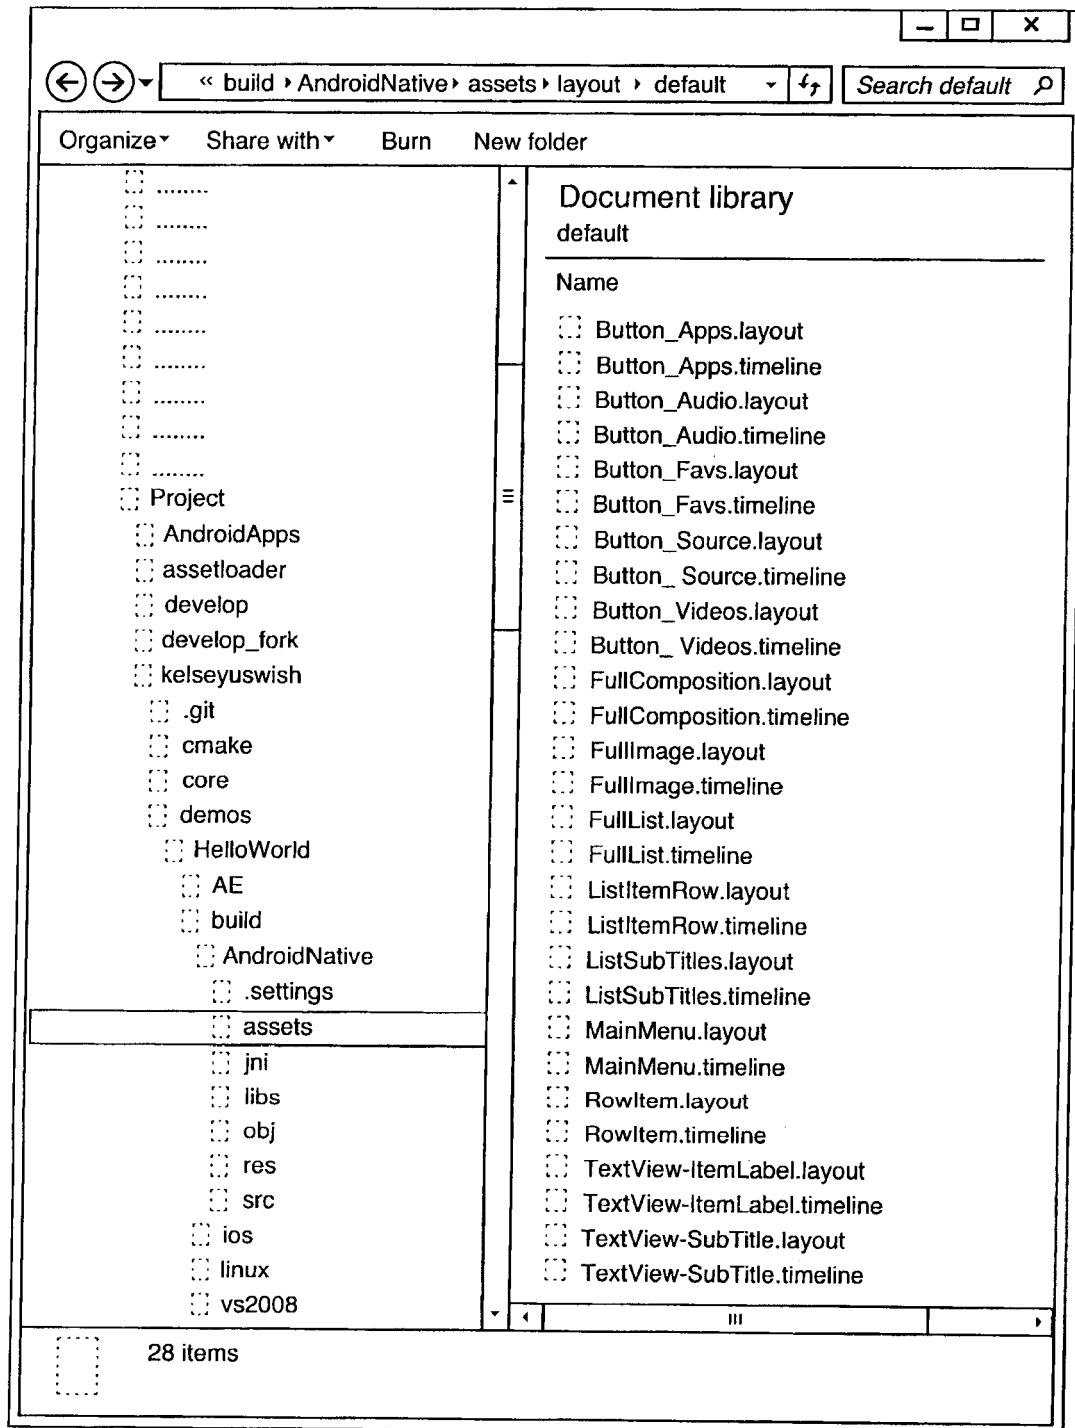 « build ▸ AndroidNative ▸ assets ▸ layout ▸ default
Search default
Organize Share with Burn New folder
........
........
........
........
........
........
........
........
........
Project
AndroidApps
assetloader
develop
develop_fork
kelseyuswish
.git
cmake
core
demos
HelloWorld
AE
build
AndroidNative
.settings
assets
jni
libs
obj
res
src
ios
linux
vs2008
Document library
default
Name
Button_Apps.layout
Button_Apps.timeline
Button_Audio.layout
Button_Audio.timeline
Button_Favs.layout
Button_Favs.timeline
Button_Source.layout
Button_ Source.timeline
Button_Videos.layout
Button_ Videos.timeline
FullComposition.layout
FullComposition.timeline
FullImage.layout
FullImage.timeline
FullList.layout
FullList.timeline
ListItemRow.layout
ListItemRow.timeline
ListSubTitles.layout
ListSubTitles.timeline
MainMenu.layout
MainMenu.timeline
RowItem.layout
RowItem.timeline
TextView-ItemLabel.layout
TextView-ItemLabel.timeline
TextView-SubTitle.layout
TextView-SubTitle.timeline
28 items